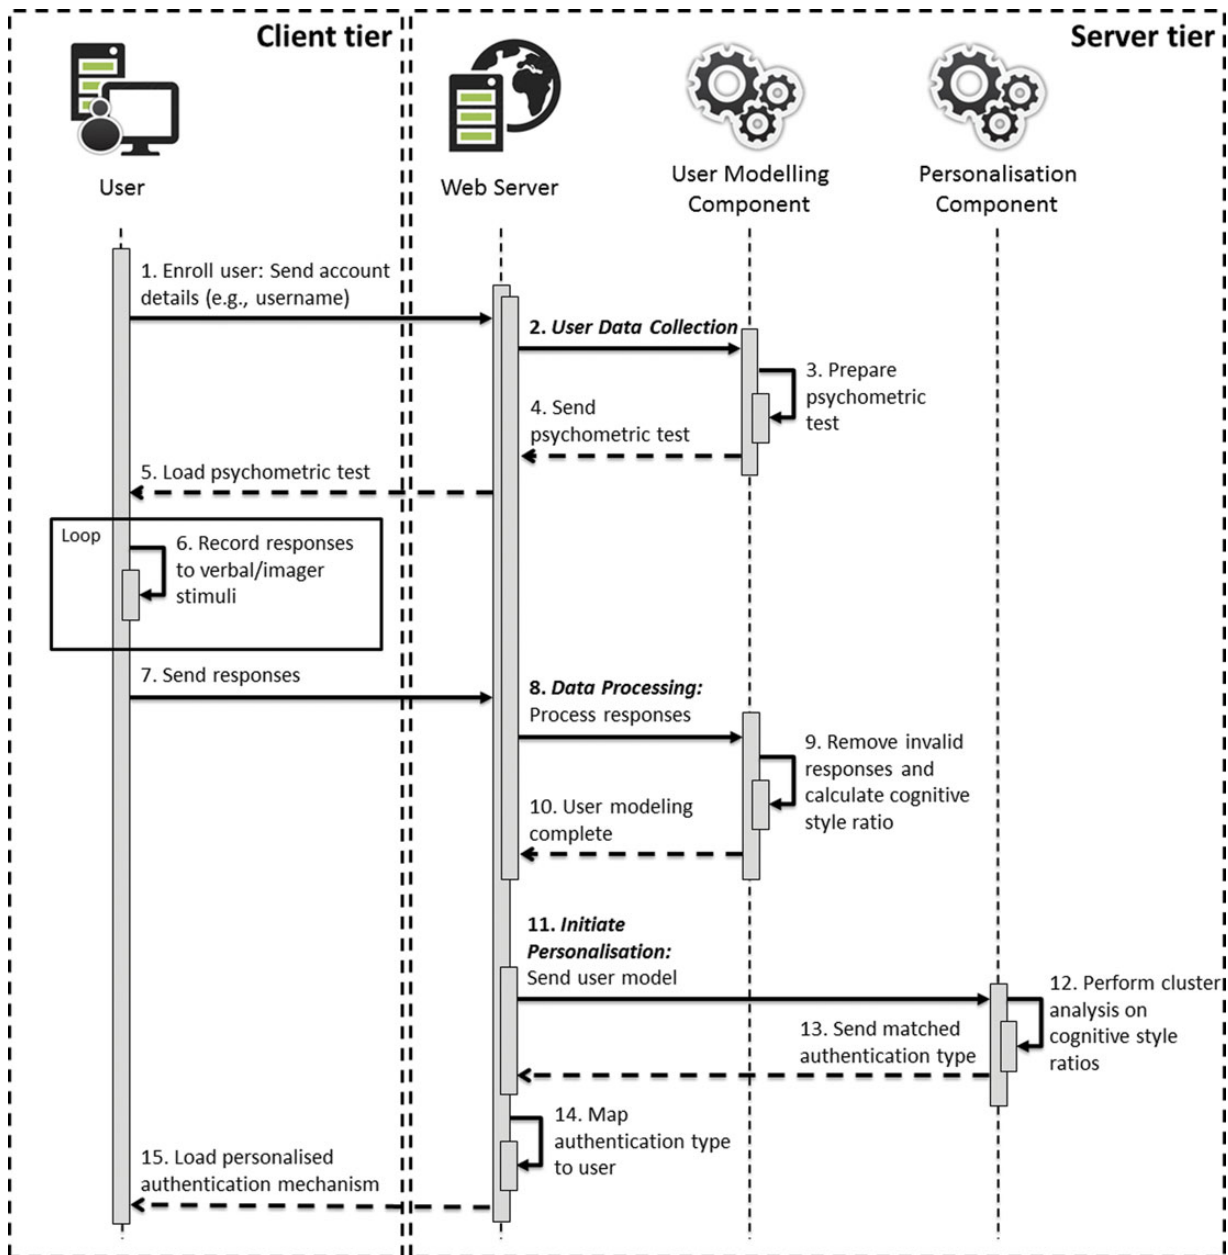 Client tier
Server tier
User
Web Server
User Modelling
Component
Personalisation
Component
1. Enroll user: Send account
details (e.g., username)
2. User Data Collection
3. Prepare
psychometric
test
4. Send
psychometric test
5. Load psychometric test
Loop
6. Record responses
to verbal/imager
stimuli
7. Send responses
8. Data Processing:
Process responses
9. Remove invalid
responses and
calculate cognitive
style ratio
10. User modeling
complete
11. Initiate
Personalisation:
Send user model
12. Perform cluster
analysis on
cognitive style
ratios
13. Send matched
authentication type
14. Map
authentication type
to user
15. Load personalised
authentication mechanism